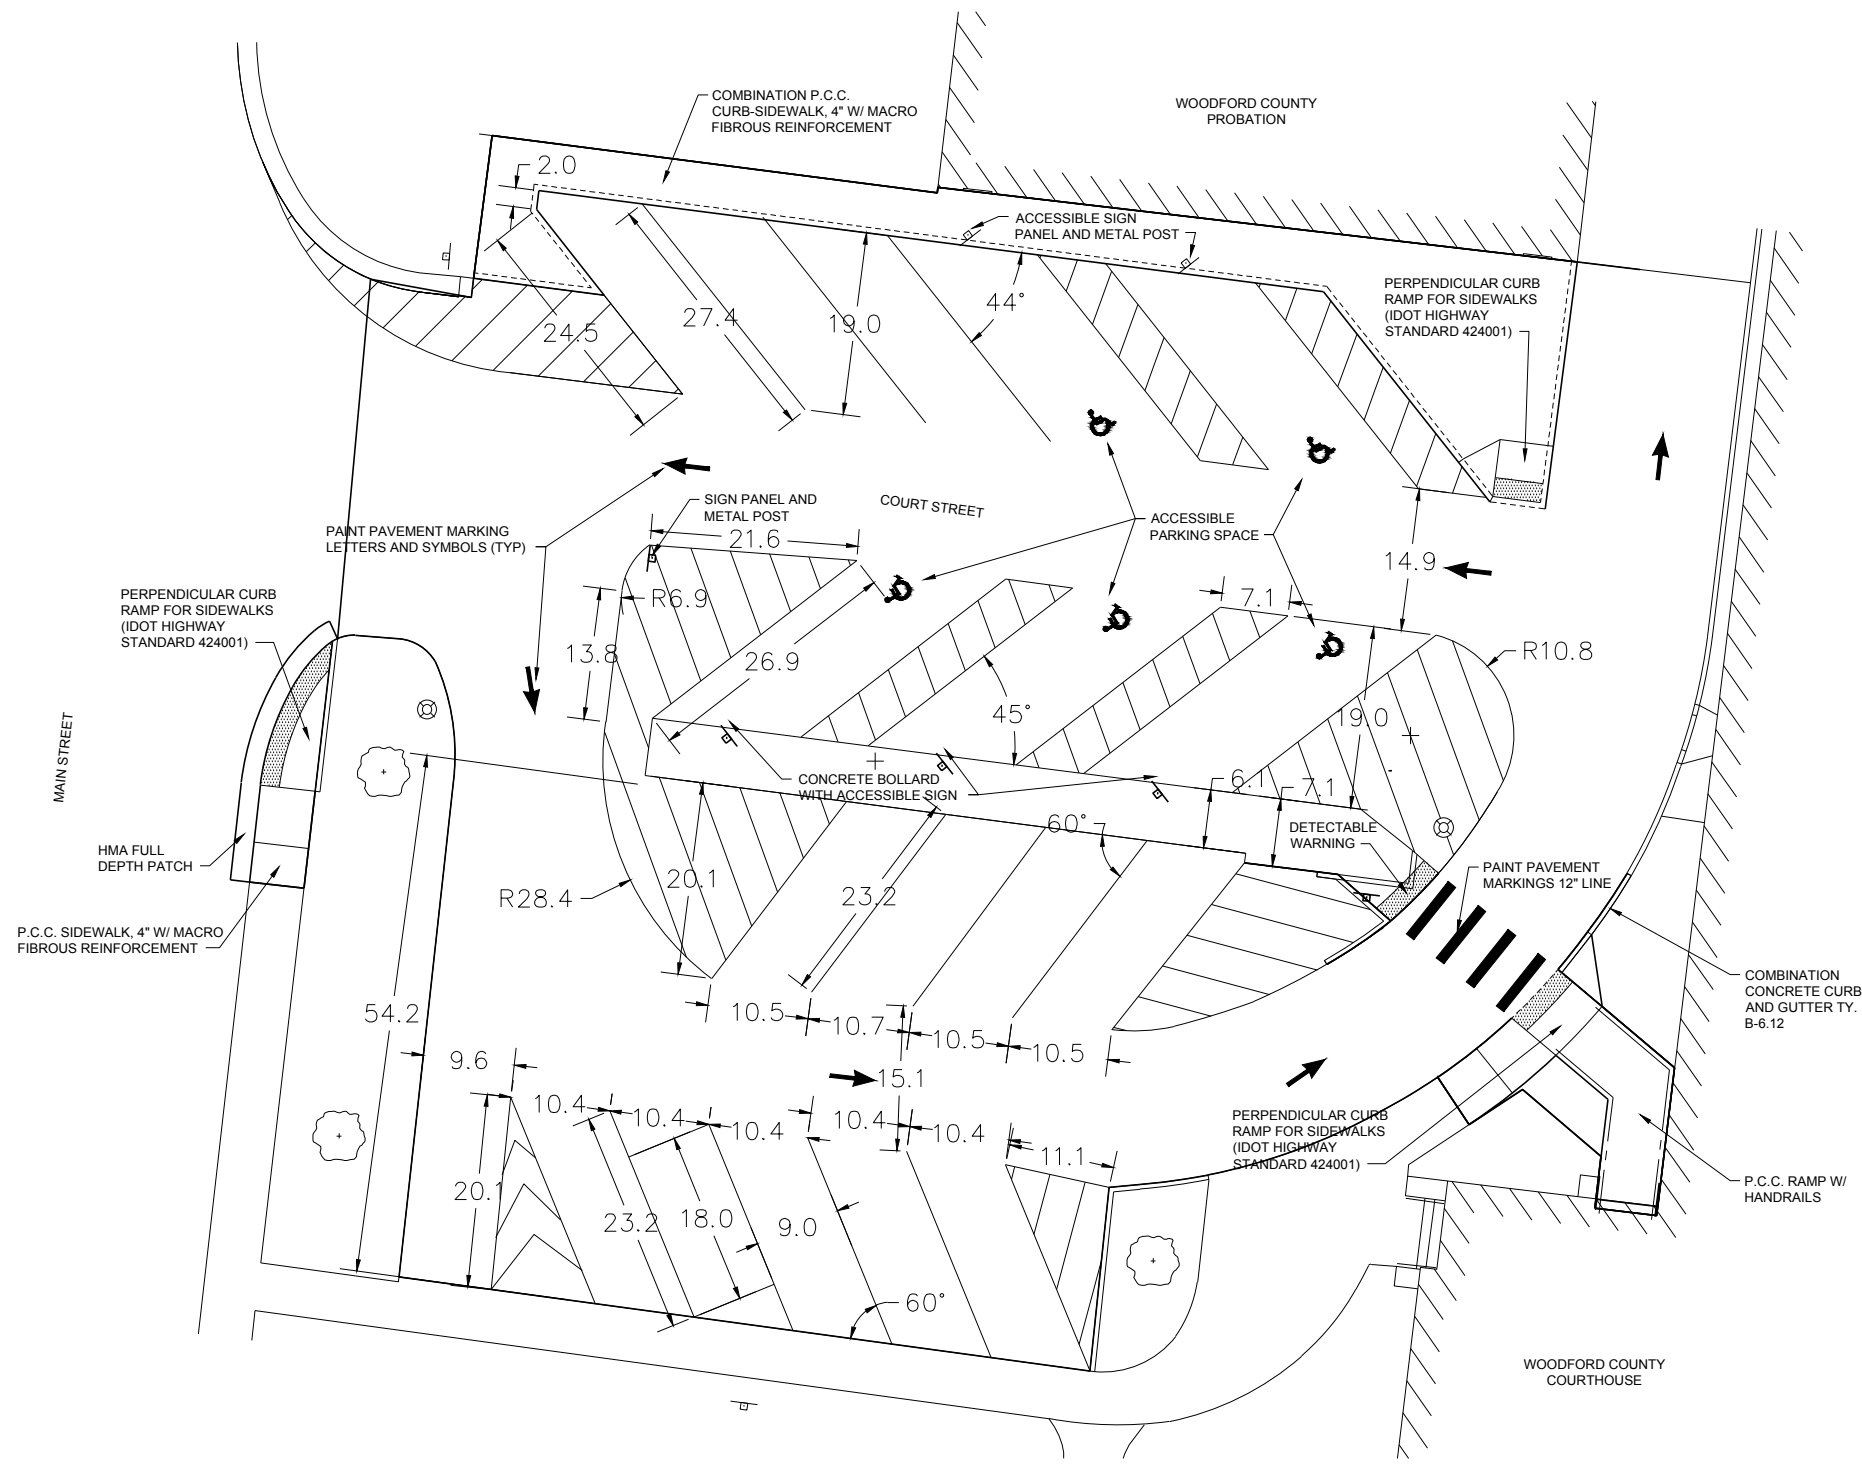 COMBINATION P.C.C.
CURB-SIDEWALK, 4" W/ MACRO
FIBROUS REINFORCEMENT
WOODFORD COUNTY
PROBATION
2.0
ACCESSIBLE SIGN
PANEL AND METAL POST
PERPENDICULAR CURB
RAMP FOR SIDEWALKS
(IDOT HIGHWAY
STANDARD 424001)
24.5
27.4
19.0
44°
SIGN PANEL AND
METAL POST
COURT STREET
PAINT PAVEMENT MARKING
LETTERS AND SYMBOLS (TYP)
ACCESSIBLE
PARKING SPACE
21.6
14.9
PERPENDICULAR CURB
RAMP FOR SIDEWALKS
(IDOT HIGHWAY
STANDARD 424001)
R6.9
7.1
13.8
26.9
R10.8
45°
19.0
MAIN STREET
CONCRETE BOLLARD
WITH ACCESSIBLE SIGN
6.1
7.1
60°
DETECTABLE
WARNING
HMA FULL
DEPTH PATCH
PAINT PAVEMENT
MARKINGS 12" LINE
R28.4
20.1
23.2
P.C.C. SIDEWALK, 4" W/ MACRO
FIBROUS REINFORCEMENT
COMBINATION
CONCRETE CURB
AND GUTTER TY.
B-6.12
54.2
10.5
10.7
10.5
10.5
9.6
15.1
10.4
10.4
10.4
10.4
10.4
11.1
PERPENDICULAR CURB
RAMP FOR SIDEWALKS
(IDOT HIGHWAY
STANDARD 424001)
P.C.C. RAMP W/
HANDRAILS
20.1
23.2
18.0
9.0
60°
WOODFORD COUNTY
COURTHOUSE